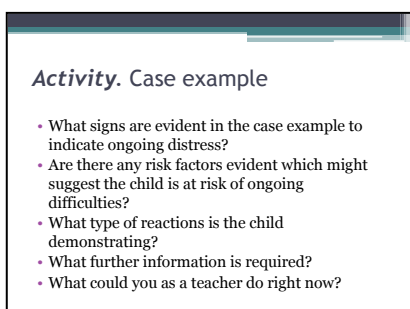 Activity. Case example
• What signs are evident in the case example to
indicate ongoing distress?
• Are there any risk factors evident which might
suggest the child is at risk of ongoing
difficulties?
• What type of reactions is the child
demonstrating?
• What further information is required?
• What could you as a teacher do right now?